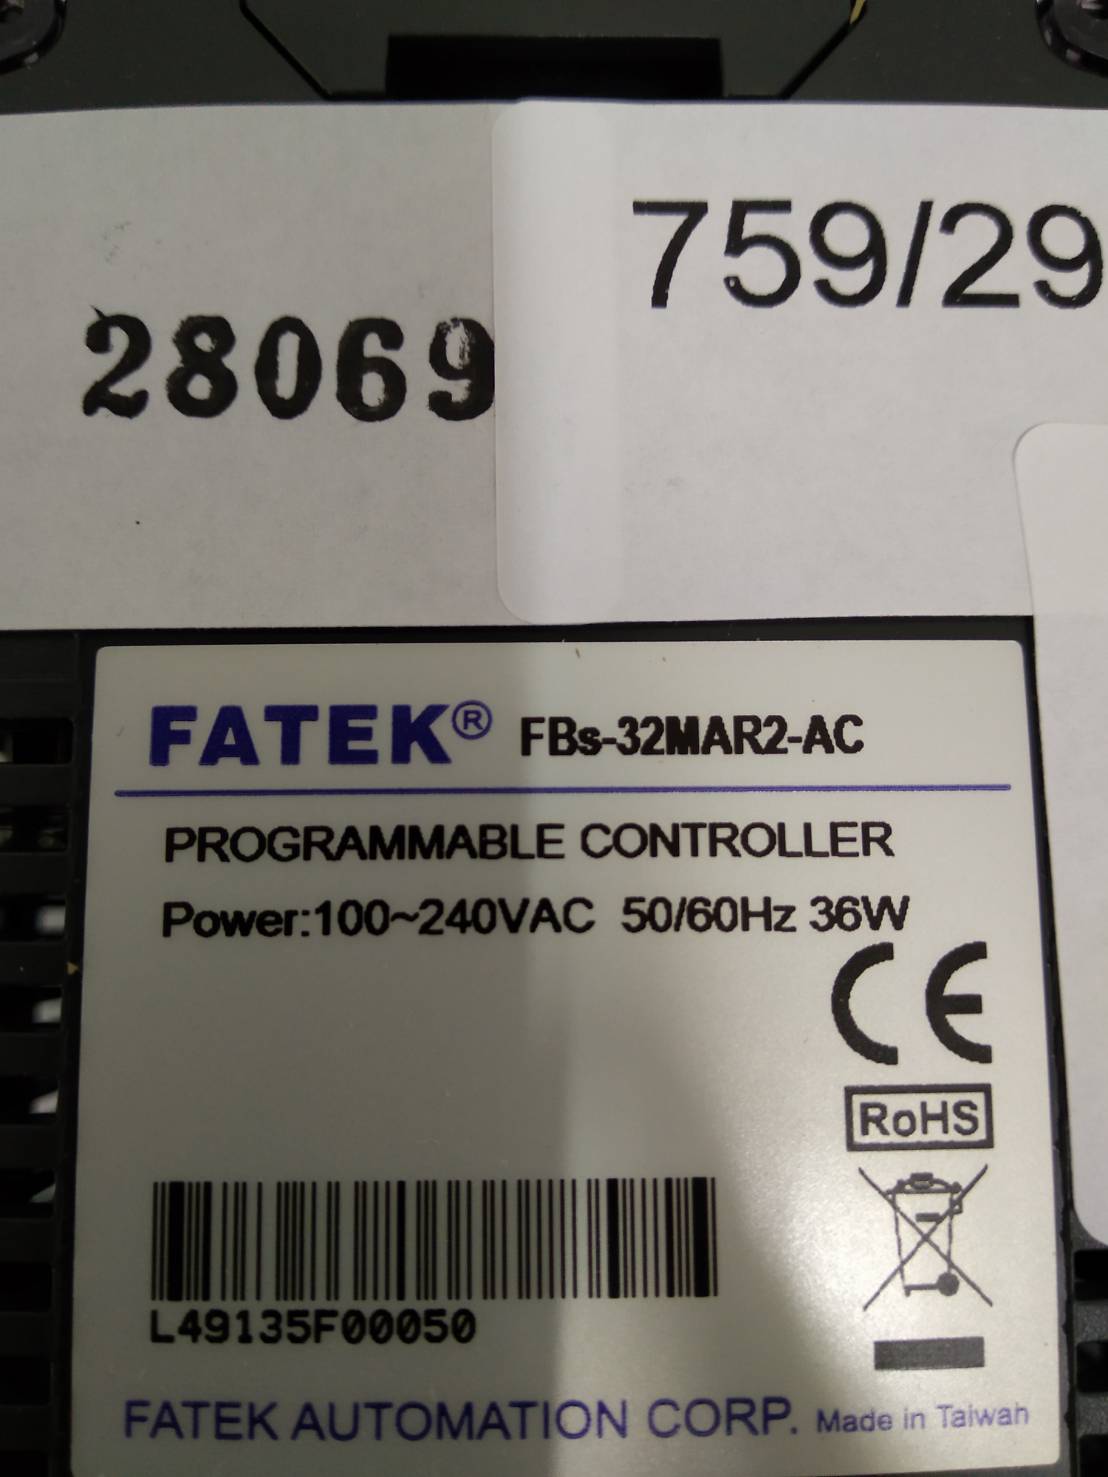 759/29
28069
FATEK® FBs-32MAR2-AC
PROGRAMMABLE CONTROLLER
Power:100~240VAC 50/60Hz 36W
CE
RoHS
L49135F00050
FATEK AUTOMATION CORP. Made in Taiwan